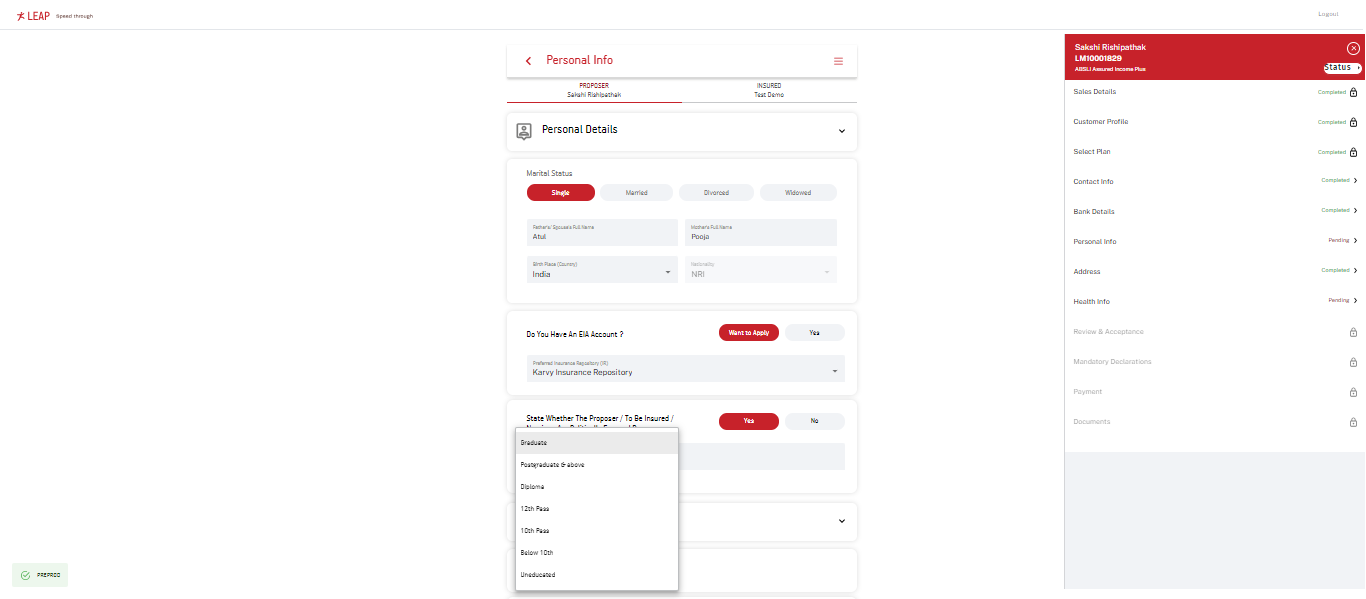 LEAP Speed through
Logout
Personal Info
PROPOSER
Sakshi Rishipathak
INSURED
Test Demo
Personal Details
Marital Status
Single
Married
Divorced
Widowed
Father's/ Spouse's Full Name
Atul
Mother's Full Name
Pooja
Birth Place (Country)
India
Nationality
NRI
Do You Have An EIA Account ?
Want to Apply
Yes
Preferred Insurance Repository (IR)
Karvy Insurance Repository
State Whether The Proposer / To Be Insured /
Yes
No
Graduate
Postgraduate & above
Diploma
12th Pass
10th Pass
Below 10th
Uneducated
PREPROD
Sakshi Rishipathak
LM10001829
ABSLI Assured Income Plus
Status
Sales Details
Completed
Customer Profile
Completed
Select Plan
Completed
Contact Info
Completed
Bank Details
Completed
Personal Info
Pending
Address
Completed
Health Info
Pending
Review & Acceptance
Mandatory Declarations
Payment
Documents